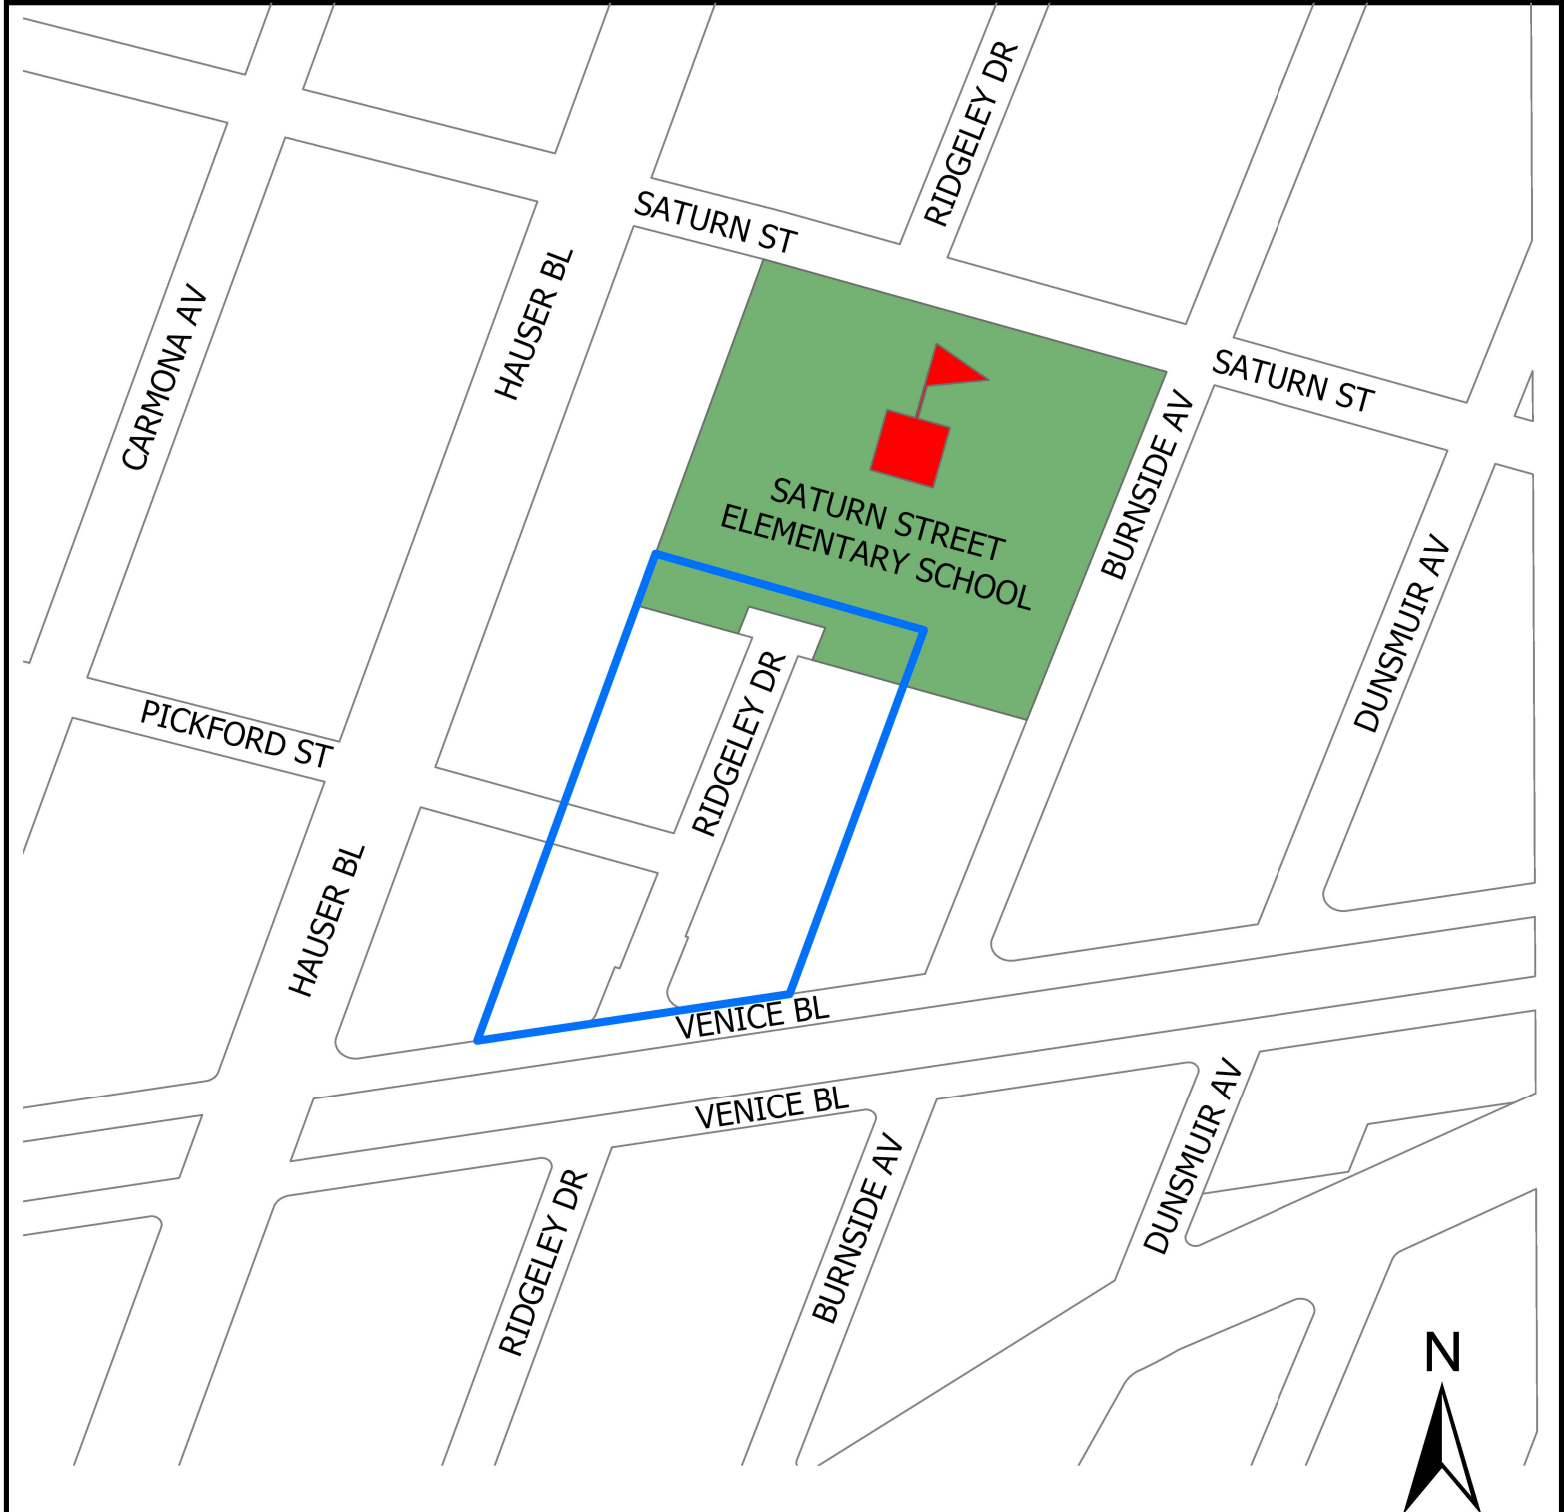 RIDGELEY DR
SATURN ST
HAUSER BL
CARMONA AV
SATURN ST
BURNSIDE AV
SATURN STREET
ELEMENTARY SCHOOL
DUNSMUIR AV
RIDGELEY DR
PICKFORD ST
HAUSER BL
VENICE BL
VENICE BL
DUNSMUIR AV
BURNSIDE AV
RIDGELEY DR
N